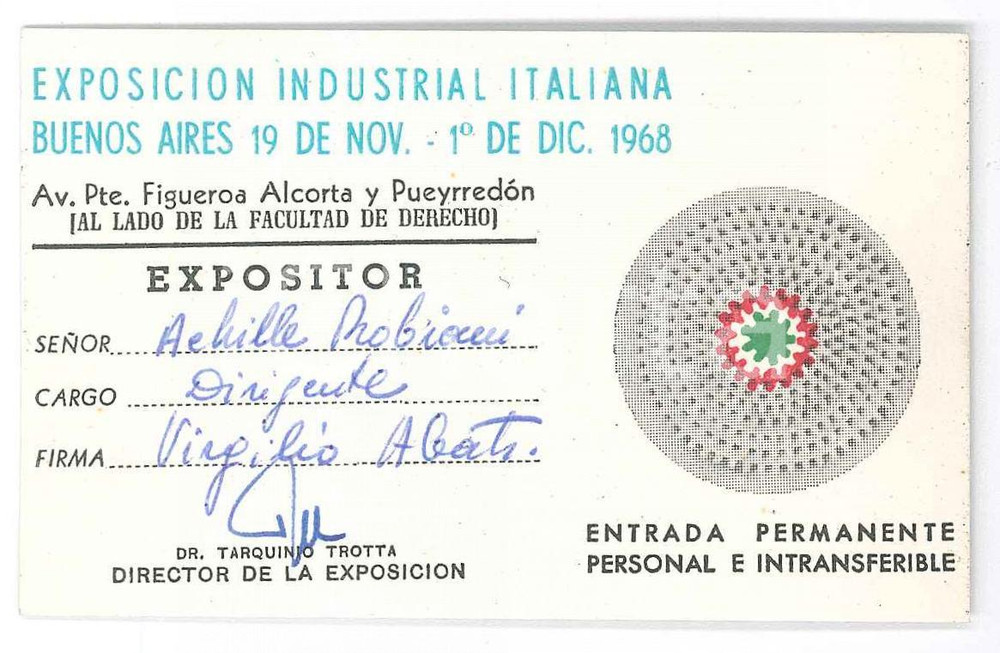 EXPOSICION INDUSTRIAL ITALIANA
BUENOS AIRES 19 DE NOV. - 1º DE DIC. 1968
Av. Pte. Figueroa Alcorta y Pueyrredón
(AL LADO DE LA FACULTAD DE DERECHO)
EXPOSITOR
SEÑOR Achille
CARGO Dirigente
FIRMA Virgilio
DR. TARQUINIO TROTTA
DIRECTOR DE LA EXPOSICION
ENTRADA PERMANENTE
PERSONAL E INTRANSFERIBLE